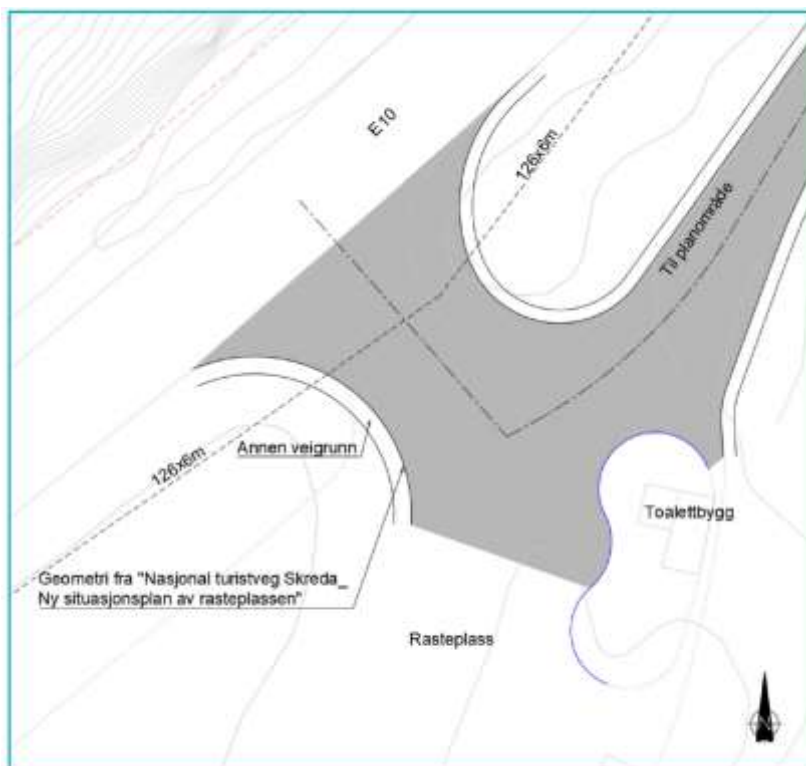 E10
126x6m
Til planområde
Annen veigrunn
126x6m
Toalettbygg
Geometri fra "Nasjonal turistveg Skreda_
Ny situasjonsplan av rasteplassen"
Rasteplass
N